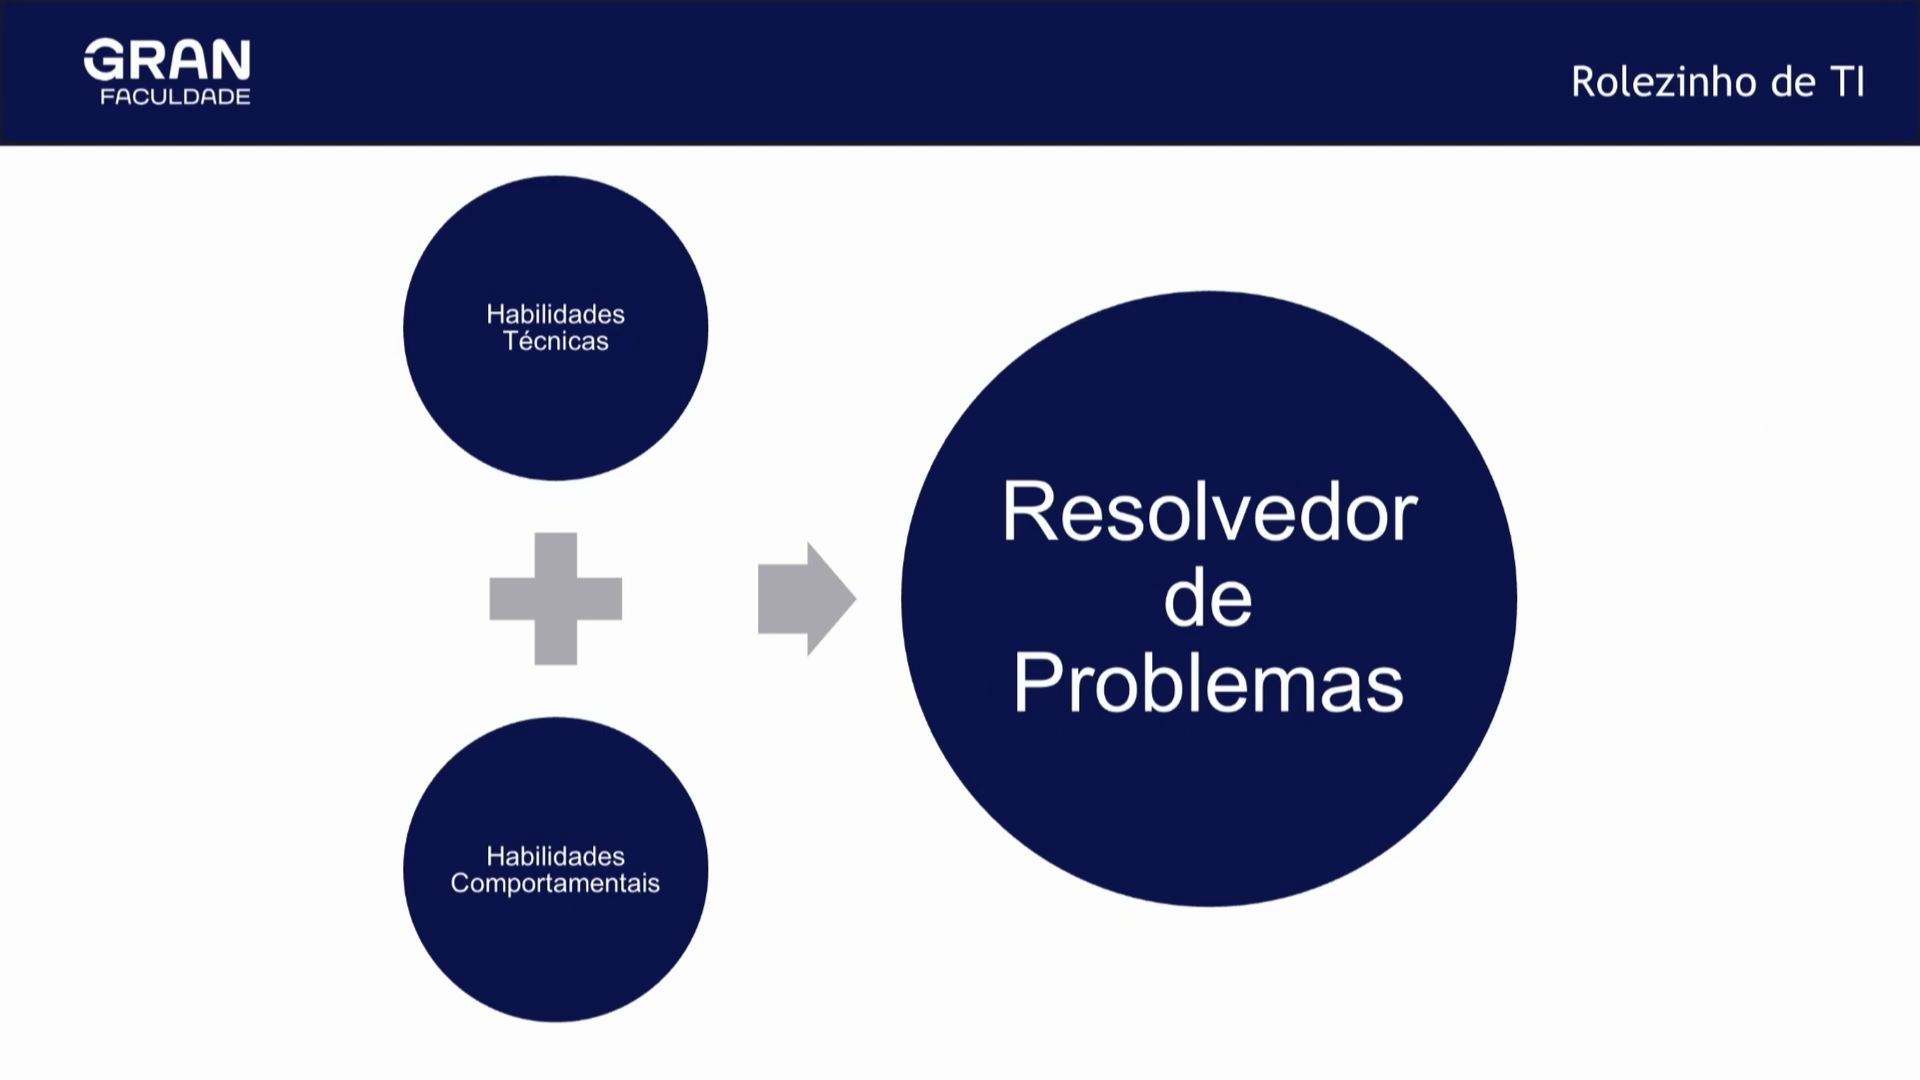 GRAN
FACULDADE
Rolezinho de TI
Habilidades
Técnicas
Resolvedor
de
Problemas
Habilidades
Comportamentais